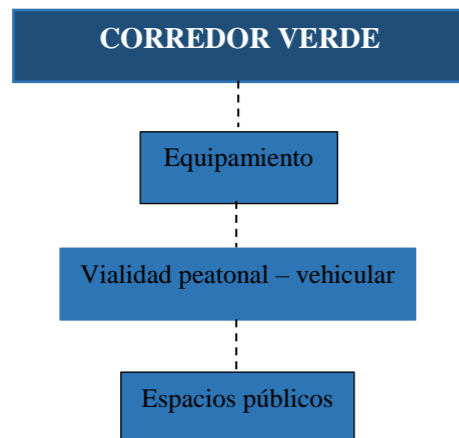 CORREDOR VERDE
Equipamiento
Vialidad peatonal – vehicular
Espacios públicos